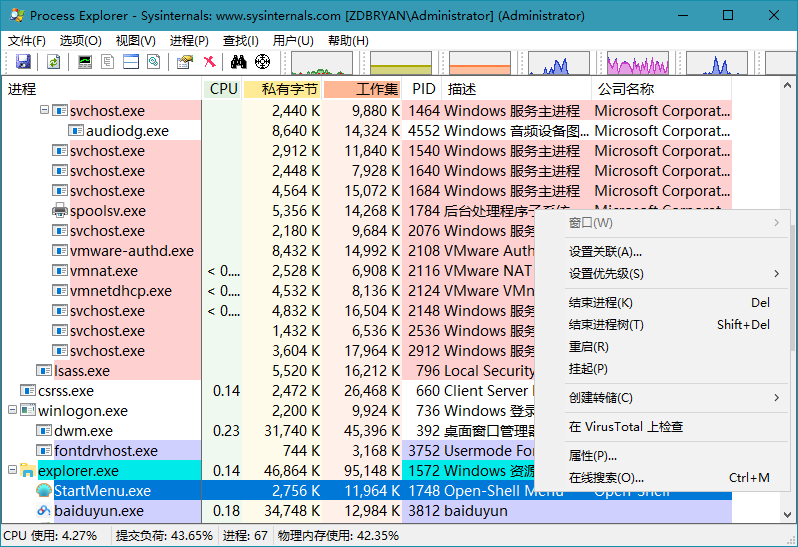 Process Explorer - Sysinternals: www.sysinternals.com [ZDBRYAN\Administrator] (Administrator)
文件(F) 选项(O) 视图(V) 进程(P) 查找(I) 用户(U) 帮助(H)
进程 CPU 私有字节 工作集 PID 描述 公司名称
svchost.exe 2,440 K 9,880 K 1464 Windows 服务主进程 Microsoft Corporat...
audiodg.exe 8,640 K 14,324 K 4552 Windows 音频设备图... Microsoft Corporat...
svchost.exe 2,912 K 11,840 K 1540 Windows 服务主进程 Microsoft Corporat...
svchost.exe 2,448 K 7,928 K 1640 Windows 服务主进程 Microsoft Corporat...
svchost.exe 4,564 K 15,072 K 1684 Windows 服务主进程 Microsoft Corporat...
spoolsv.exe 5,356 K 14,268 K 1784 后台处理程序子系统
窗口(W)
svchost.exe 2,180 K 9,684 K 2076 Windows 服务
vmware-authd.exe 8,432 K 14,992 K 2108 VMware Auth
设置关联(A)...
vmnat.exe < 0.... 2,528 K 6,908 K 2116 VMware NAT
设置优先级(S)
vmnetdhcp.exe < 0.... 4,532 K 8,136 K 2124 VMware VMn
结束进程(K) Del
svchost.exe < 0.... 4,832 K 16,504 K 2148 Windows 服务
结束进程树(T) Shift+Del
svchost.exe 1,432 K 6,536 K 2536 Windows 服务
重启(R)
svchost.exe 3,604 K 17,964 K 2912 Windows 服务
挂起(P)
lsass.exe 5,520 K 16,212 K 796 Local Security
csrss.exe 0.14 2,472 K 26,468 K 660 Client Server
创建转储(C)
winlogon.exe 2,200 K 9,924 K 736 Windows 登录
在 VirusTotal 上检查
dwm.exe 0.23 31,740 K 45,396 K 392 桌面窗口管理器
fontdrvhost.exe 744 K 3,168 K 3752 Usermode Fo
属性(P)...
explorer.exe 0.14 46,864 K 95,148 K 1572 Windows 资源
在线搜索(O)... Ctrl+M
StartMenu.exe 2,756 K 11,964 K 1748 Open-Shell Menu Open-Shell
baiduyun.exe 0.18 34,748 K 12,984 K 3812 baiduyun
CPU 使用: 4.27% 提交负荷: 43.65% 进程: 67 物理内存使用: 42.35%